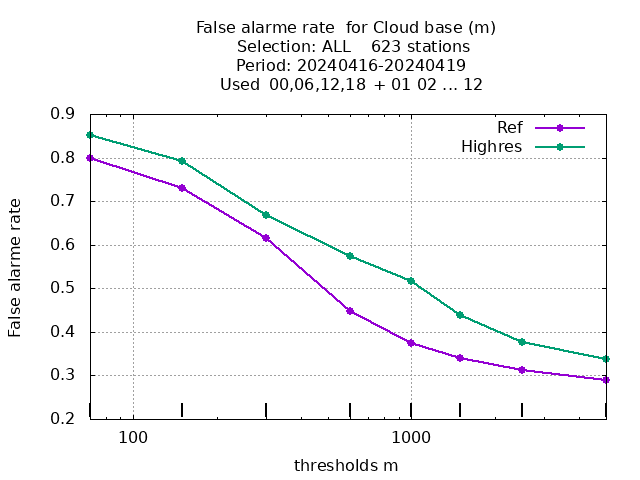 False alarme rate  for Cloud base (m)
Selection: ALL    623 stations
Period: 20240416-20240419
Used  00,06,12,18  + 01 02 ... 12
Ref
Highres
0.9
0.8
0.7
0.6
0.5
0.4
0.3
0.2
False alarme rate
100 1000
thresholds m